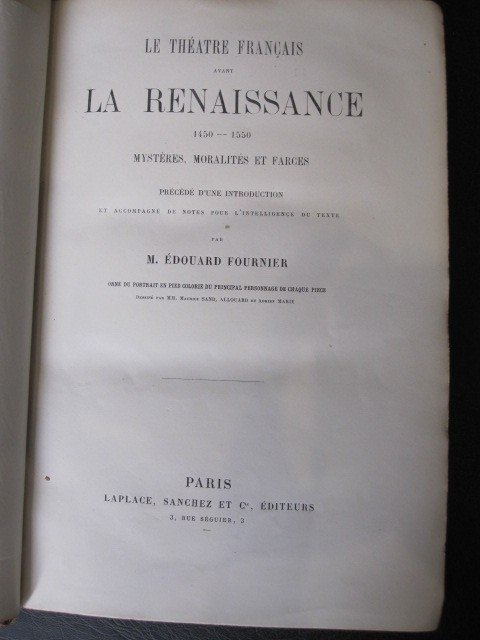 LE THÉATRE FRANÇAIS
AVANT
LA RENAISSANCE
1450 — 1550
MYSTÈRES, MORALITÉS ET FARCES
PRÉCÉDÉ D'UNE INTRODUCTION
ET ACCOMPAGNÉ DE NOTES POUR L'INTELLIGENCE DU TEXTE
PAR
M. ÉDOUARD FOURNIER
ORNÉ DU PORTRAIT EN PIED COLORIÉ DU PRINCIPAL PERSONNAGE DE CHAQUE PIÈCE
DESSINÉ PAR MM. MAURICE SAND, ALLOUARD ET ADRIEN MARIE
PARIS
LAPLACE, SANCHEZ ET Cie, ÉDITEURS
3, RUE SÉGUIER, 3